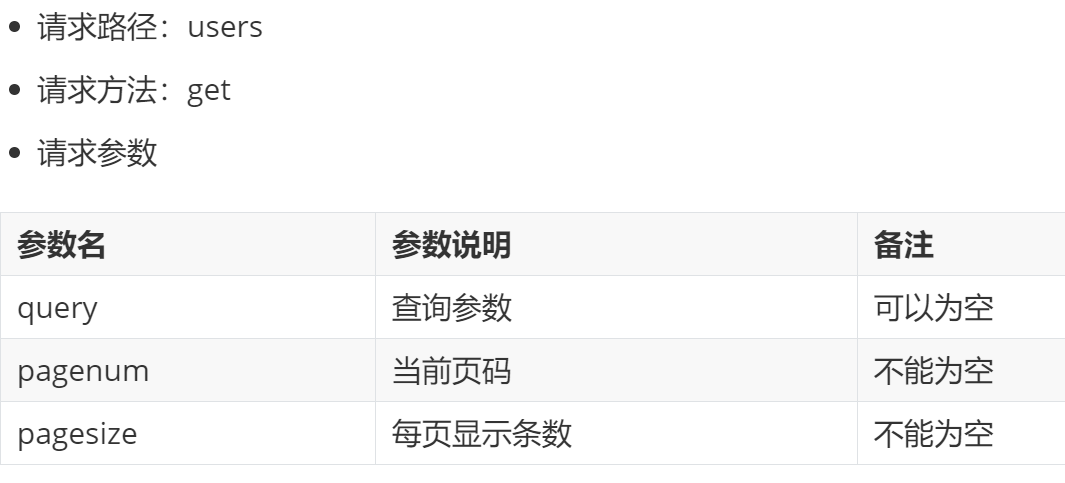 请求路径：users
请求方法：get
请求参数
参数名 参数说明 备注
query 查询参数 可以为空
pagenum 当前页码 不能为空
pagesize 每页显示条数 不能为空